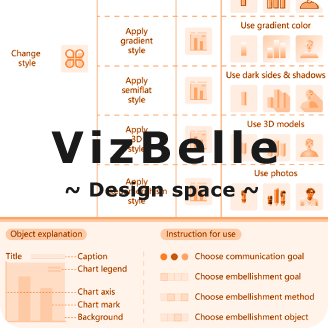 Use gradient color
Change
style
Apply
gradient
style
Apply
semiflat
style
Use dark sides & shadows
Apply
3D
style
Use 3D models
VizBelle
Apply
Use photos
~ Design space ~
Object explanation
Instruction for use
Title
Caption
Chart legend
Chart axis
Chart mark
Background
Choose communication goal
Choose embellishment goal
Choose embellishment method
Choose embellishment object